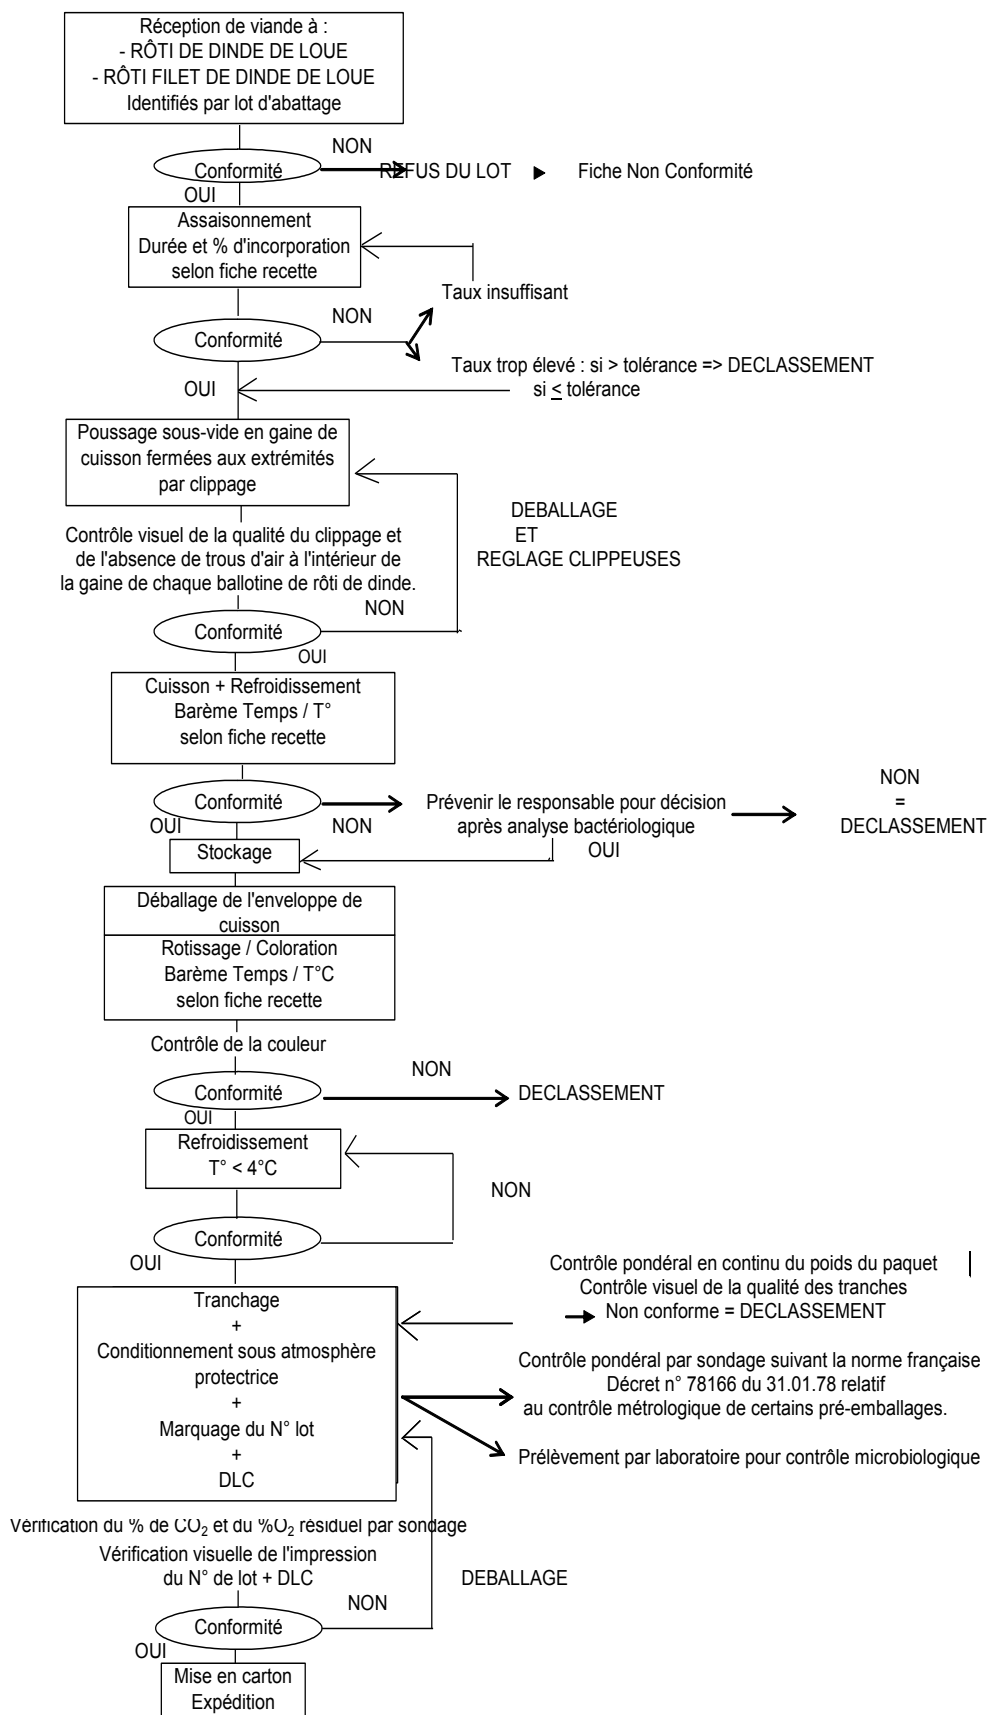 Réception de viande à :
- RÔTI DE DINDE DE LOUE
- RÔTI FILET DE DINDE DE LOUE
Identifiés par lot d'abattage
NON
Conformité
REFUS DU LOT
Fiche Non Conformité
OUI
Assaisonnement
Durée et % d'incorporation
selon fiche recette
Taux insuffisant
NON
Conformité
Taux trop élevé : si > tolérance => DECLASSEMENT
si ≤ tolérance
OUI
Poussage sous-vide en gaine de
cuisson fermées aux extrémités
par clippage
DEBALLAGE
ET
REGLAGE CLIPPEUSES
Contrôle visuel de la qualité du clippage et
de l'absence de trous d'air à l'intérieur de
la gaine de chaque ballotine de rôti de dinde.
NON
Conformité
OUI
Cuisson + Refroidissement
Barème Temps / T°
selon fiche recette
Conformité
OUI
NON
Prévenir le responsable pour décision
après analyse bactériologique
OUI
NON
=
DECLASSEMENT
Stockage
Déballage de l'enveloppe de
cuisson
Rotissage / Coloration
Barème Temps / T°C
selon fiche recette
Contrôle de la couleur
NON
Conformité
DECLASSEMENT
OUI
Refroidissement
T° < 4°C
NON
Conformité
OUI
Tranchage
+
Conditionnement sous atmosphère
protectrice
+
Marquage du N° lot
+
DLC
Contrôle pondéral en continu du poids du paquet
Contrôle visuel de la qualité des tranches
Non conforme = DECLASSEMENT
Contrôle pondéral par sondage suivant la norme française
Décret n° 78166 du 31.01.78 relatif
au contrôle métrologique de certains pré-emballages.
Prélèvement par laboratoire pour contrôle microbiologique
Vérification du % de CO₂ et du %O₂ résiduel par sondage
Vérification visuelle de l'impression
du N° de lot + DLC
DEBALLAGE
NON
Conformité
OUI
Mise en carton
Expédition